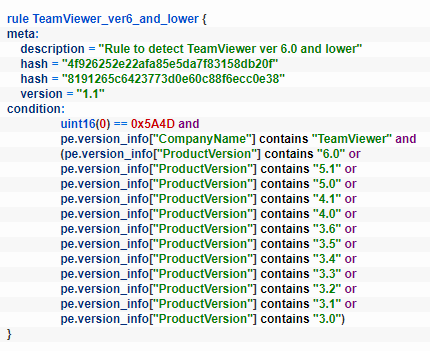 rule TeamViewer_ver6_and_lower {
meta:
description = "Rule to detect TeamViewer ver 6.0 and lower"
hash = "4f926252e22afa85e5da7f83158db20f"
hash = "8191265c6423773d0e60c88f6ecc0e38"
version = "1.1"
condition:
uint16(0) == 0x5A4D and
pe.version_info["CompanyName"] contains "TeamViewer" and
(pe.version_info["ProductVersion"] contains "6.0" or
pe.version_info["ProductVersion"] contains "5.1" or
pe.version_info["ProductVersion"] contains "5.0" or
pe.version_info["ProductVersion"] contains "4.1" or
pe.version_info["ProductVersion"] contains "4.0" or
pe.version_info["ProductVersion"] contains "3.6" or
pe.version_info["ProductVersion"] contains "3.5" or
pe.version_info["ProductVersion"] contains "3.4" or
pe.version_info["ProductVersion"] contains "3.3" or
pe.version_info["ProductVersion"] contains "3.2" or
pe.version_info["ProductVersion"] contains "3.1" or
pe.version_info["ProductVersion"] contains "3.0")
}